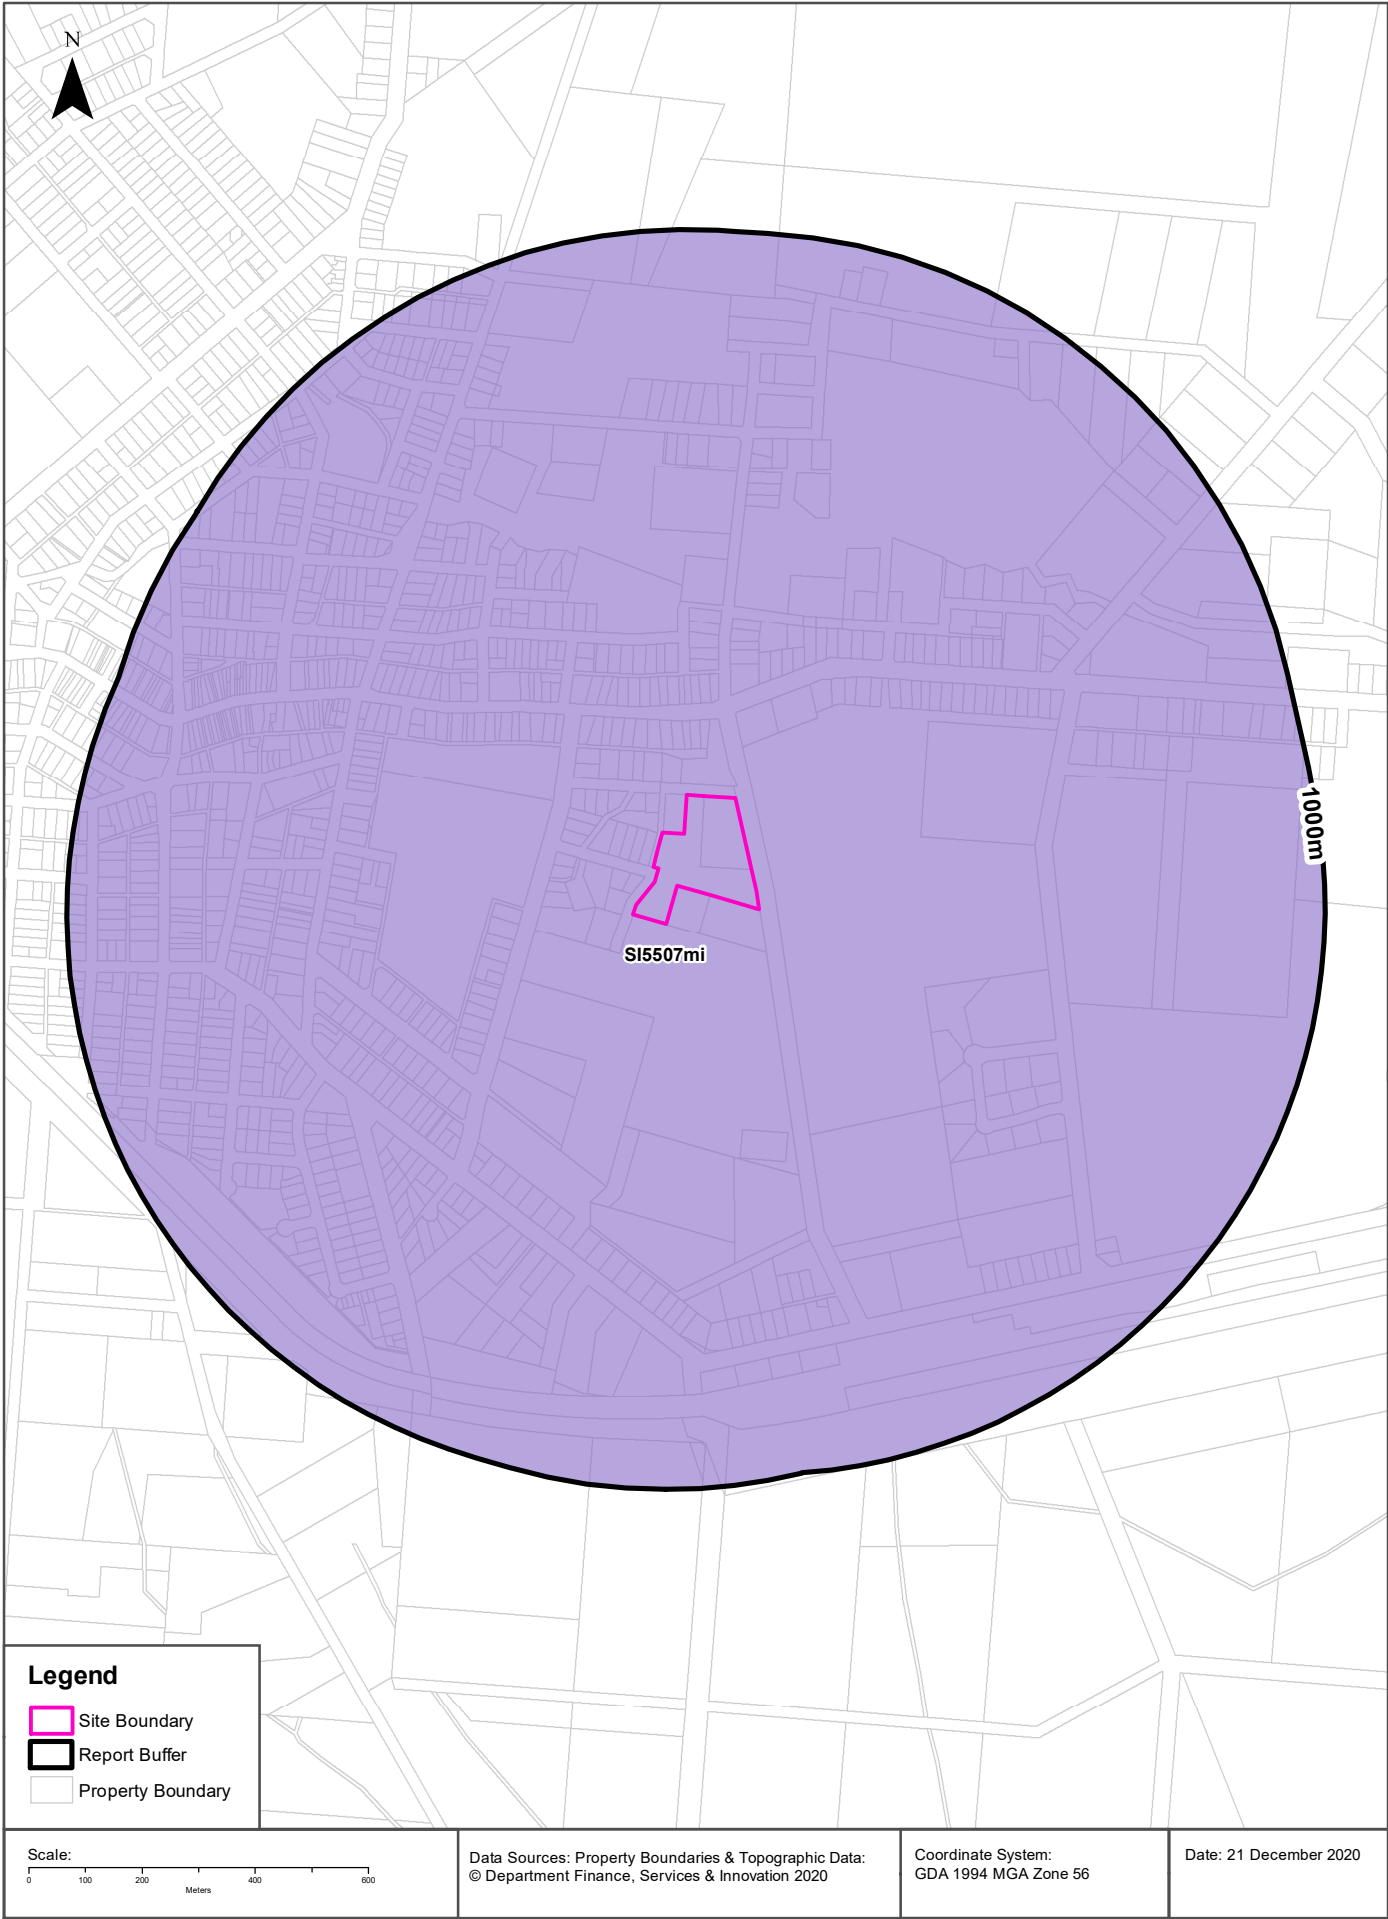 N
1000m
SI5507mi
Legend
Site Boundary
Report Buffer
Property Boundary
Scale:
0 100 200 400 600
Meters
Data Sources: Property Boundaries & Topographic Data:
© Department Finance, Services & Innovation 2020
Coordinate System:
GDA 1994 MGA Zone 56
Date: 21 December 2020